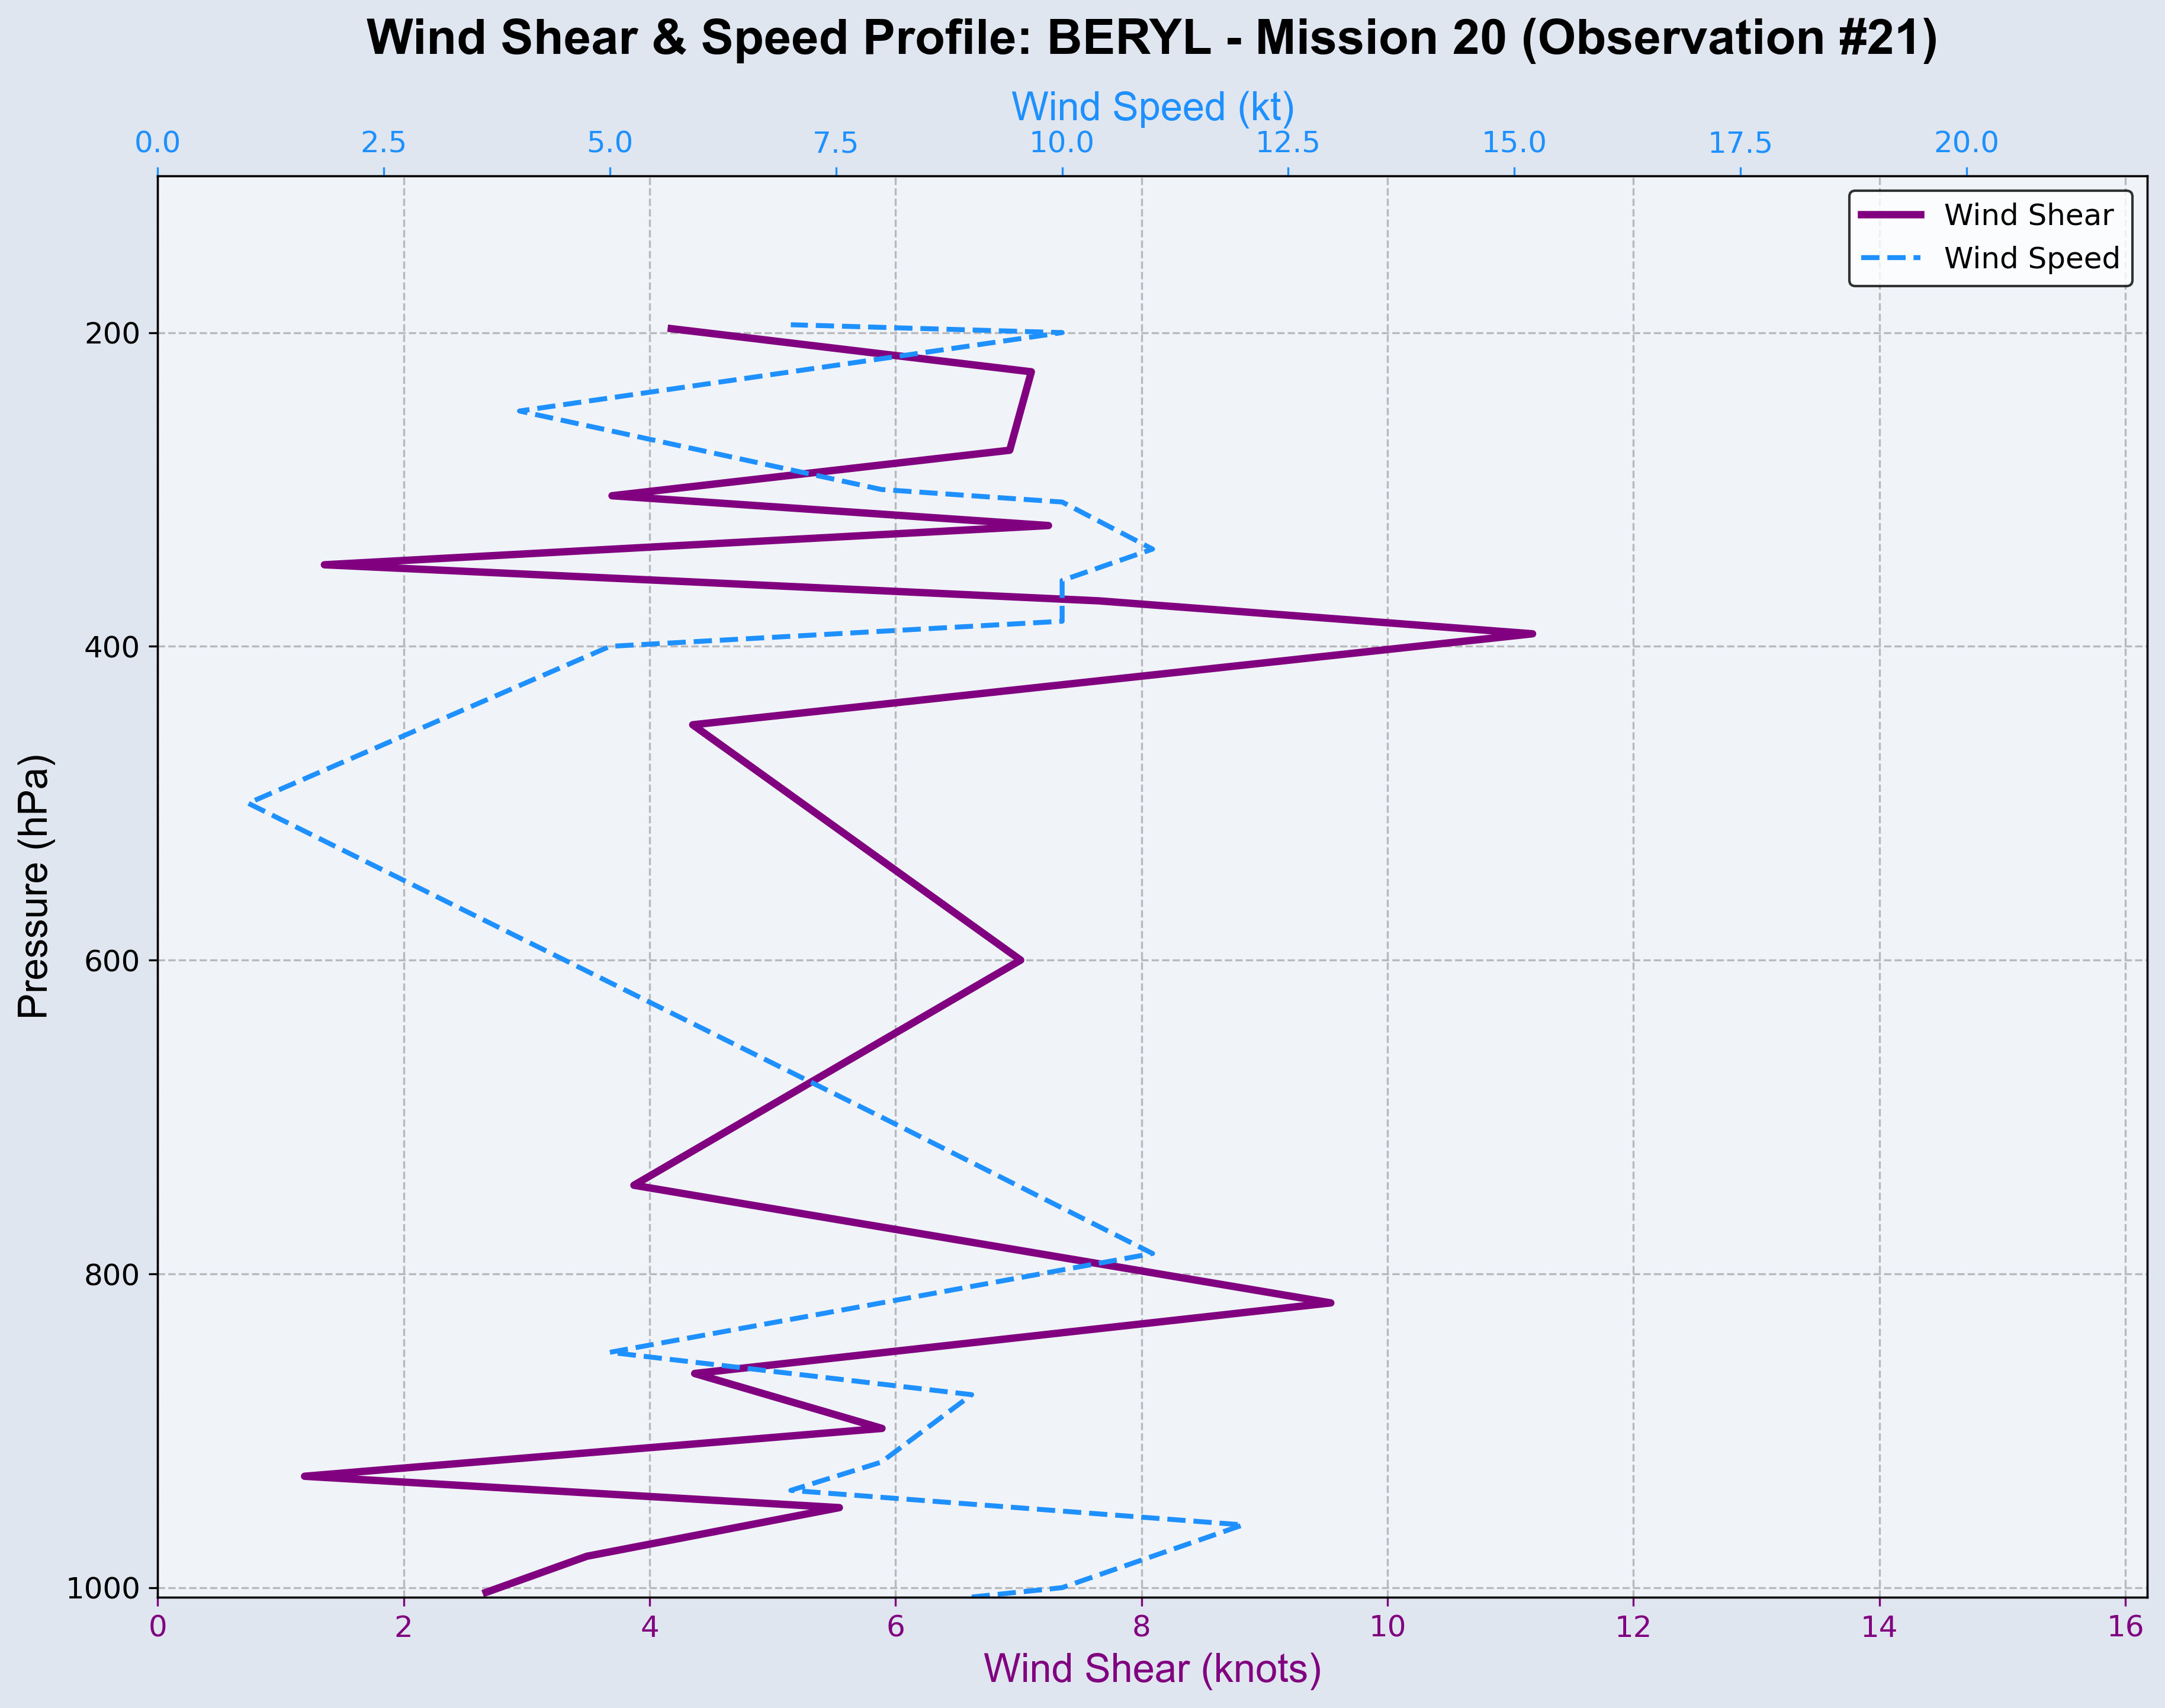 Wind Shear & Speed Profile: BERYL - Mission 20 (Observation #21)
Wind Speed (kt)
0.0 2.5 5.0 7.5 10.0 12.5 15.0 17.5 20.0
Wind Shear
Wind Speed
Pressure (hPa)
200
400
600
800
1000
0 2 4 6 8 10 12 14 16
Wind Shear (knots)